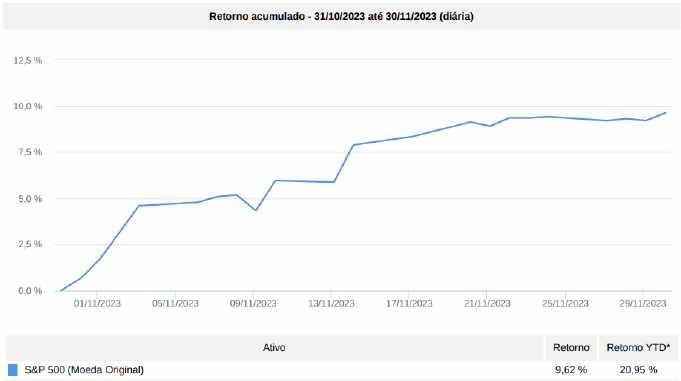 Retorno acumulado - 31/10/2023 até 30/11/2023 (diária)
12,5 %
10,0 %
7,5 %
5,0 %
2,5 %
0,0 %
01/11/2023 05/11/2023 09/11/2023 13/11/2023 17/11/2023 21/11/2023 25/11/2023 29/11/2023
Ativo Retorno Retorno YTD*
S&P 500 (Moeda Original) 9,62 % 20,95 %